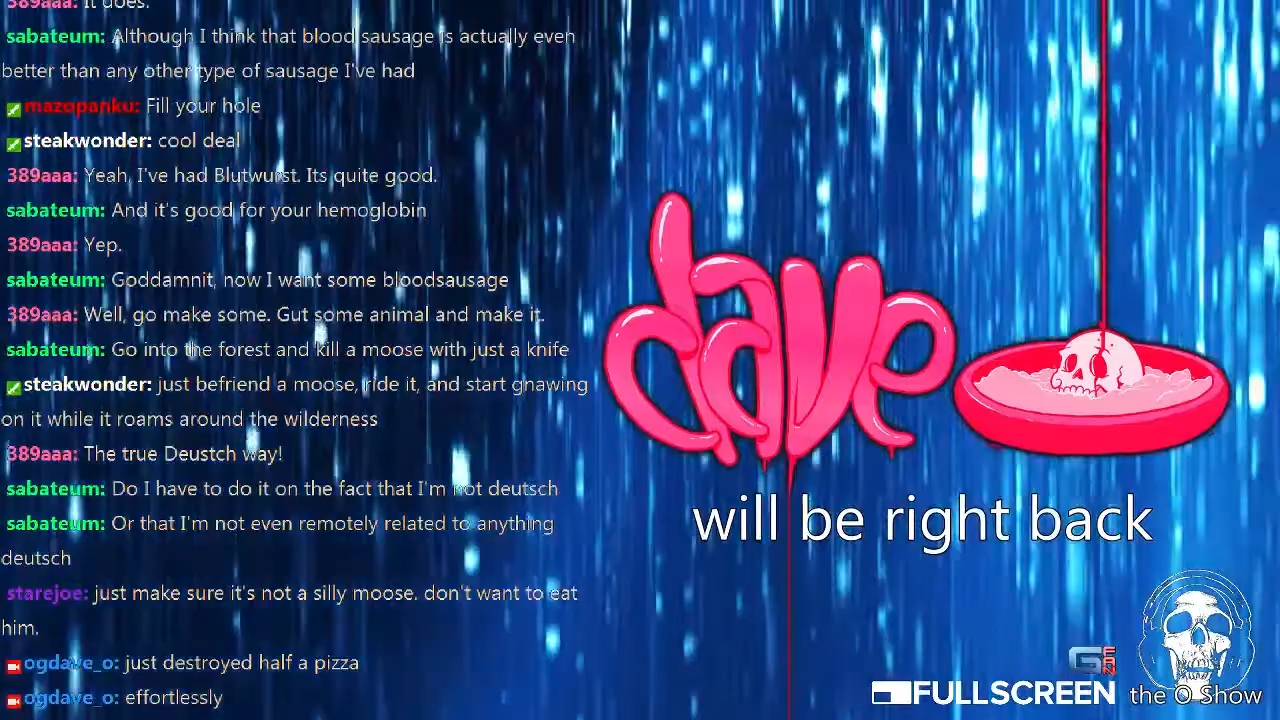 389aaa: It does.
sabateum: Although I think that blood sausage is actually even
better than any other type of sausage I've had
mazopanku: Fill your hole
steakwonder: cool deal
389aaa: Yeah, I've had Blutwurst. Its quite good.
sabateum: And it's good for your hemoglobin
389aaa: Yep.
sabateum: Goddamnit, now I want some bloodsausage
389aaa: Well, go make some. Gut some animal and make it.
sabateum: Go into the forest and kill a moose with just a knife
steakwonder: just befriend a moose, ride it, and start gnawing
on it while it roams around the wilderness
389aaa: The true Deustch way!
sabateum: Do I have to do it on the fact that I'm not deutsch
sabateum: Or that I'm not even remotely related to anything
deutsch
starejoe: just make sure it's not a silly moose. don't want to eat
him.
ogdave_o: just destroyed half a pizza
ogdave_o: effortlessly
dave
will be right back
G FAN
FULLSCREEN
the O Show